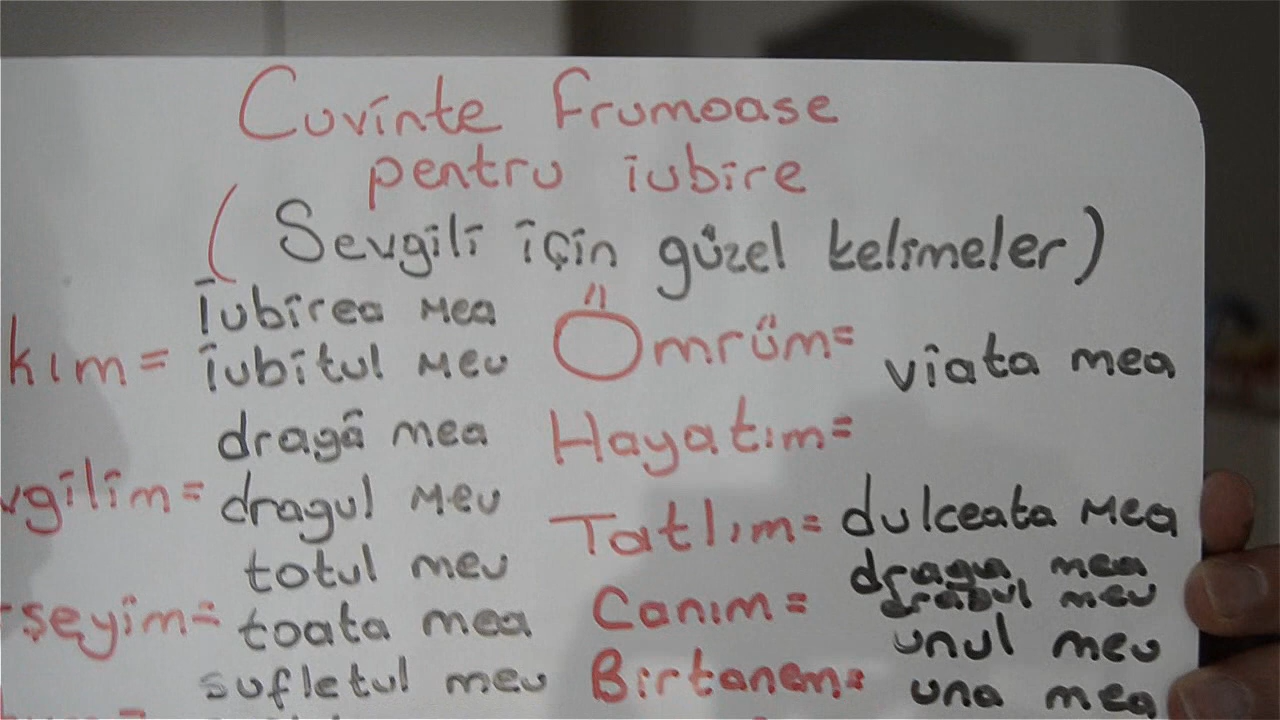 Cuvinte frumoase
pentru iubire
(Sevgili için güzel kelimeler)
iubirea mea
kım= iubitul meu
dragă mea
vgilim= dragul meu
totul meu
rşeyim= toata mea
sufletul meu
Ömrüm= viata mea
Hayatım=
Tatlım= dulceata mea
draga mea
Canım= dragul meu
unul meu
Birtanem= una mea